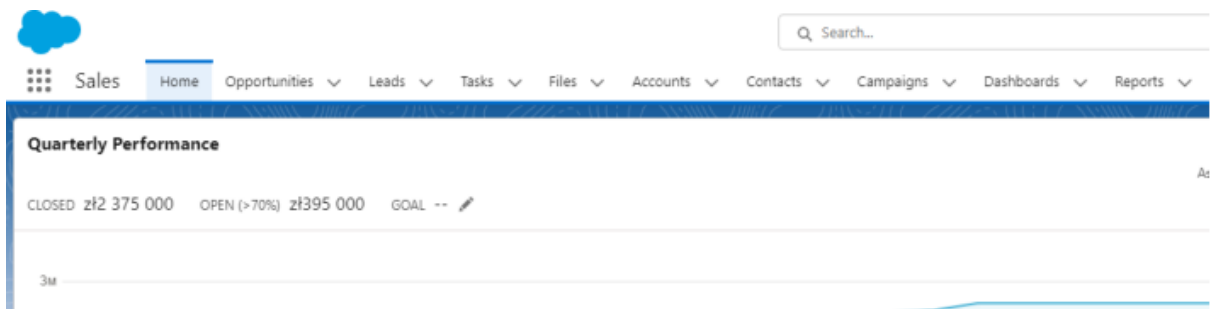 Search...
Sales Home Opportunities Leads Tasks Files Accounts Contacts Campaigns Dashboards Reports
Quarterly Performance
As
CLOSED zł2 375 000 OPEN (>70%) zł395 000 GOAL --
3M